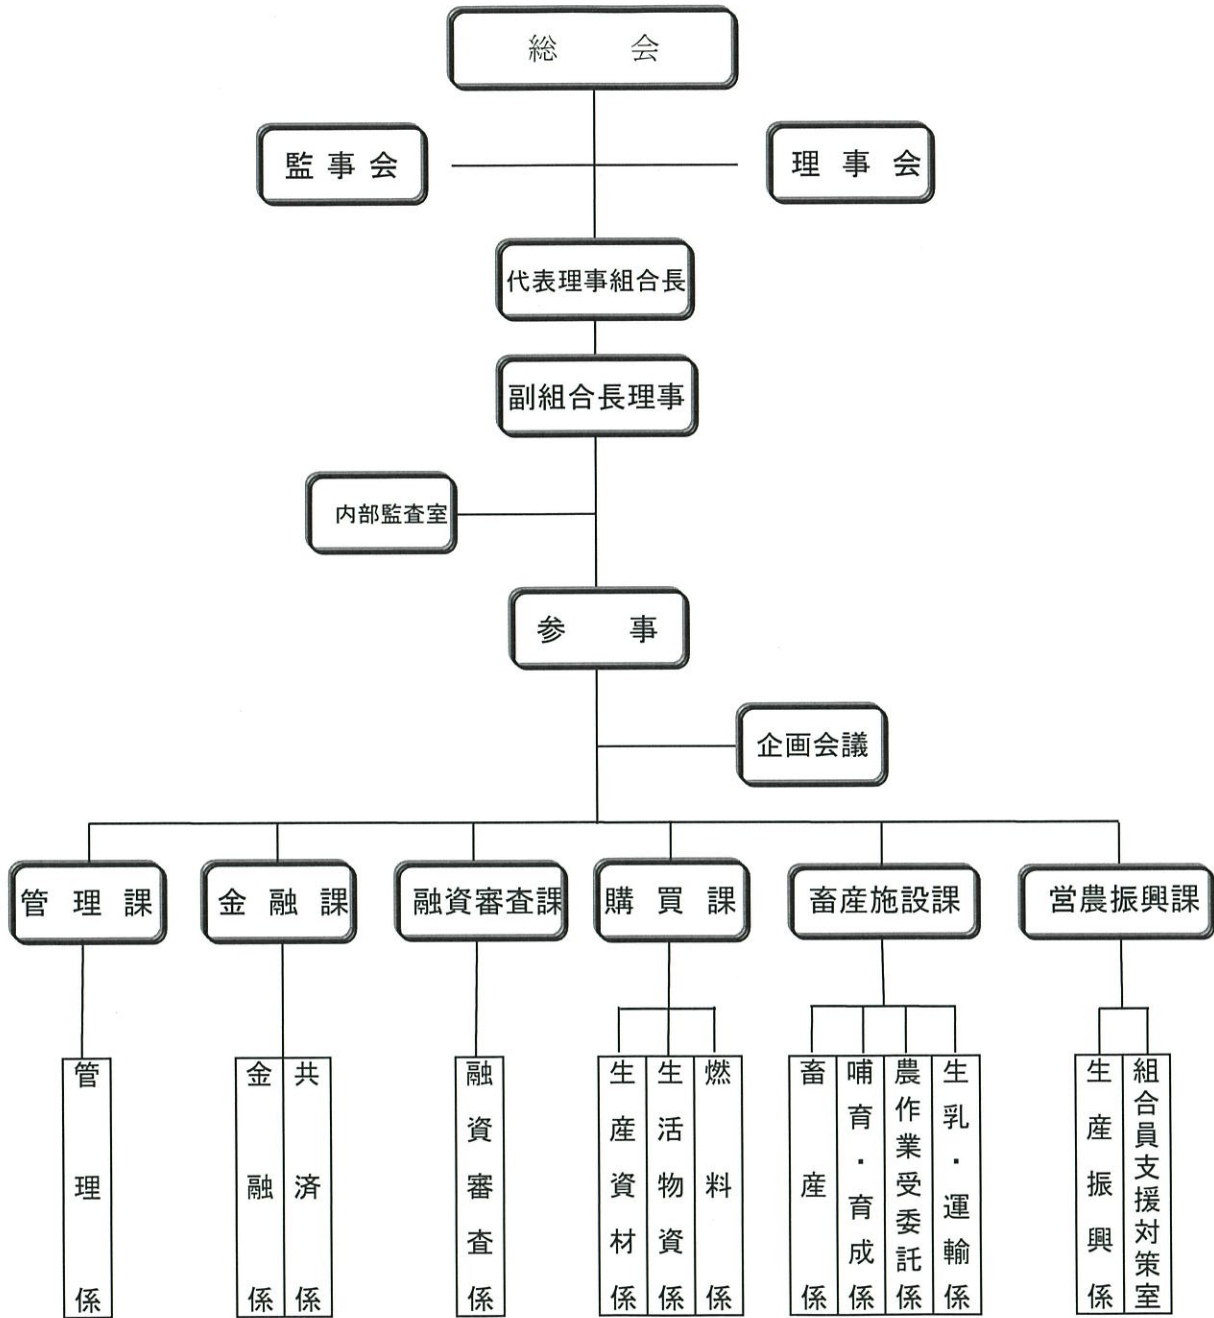 総会
監事会
理事会
代表理事組合長
副組合長理事
内部監査室
参事
企画会議
管理課
金融課
融資審査課
購買課
畜産施設課
営農振興課
管理係
金融係
共済係
融資審査係
生産資材係
生活物資係
燃料係
畜産係
哺育・育成係
農作業受委託係
生乳・運輸係
生産振興係
組合員支援対策室